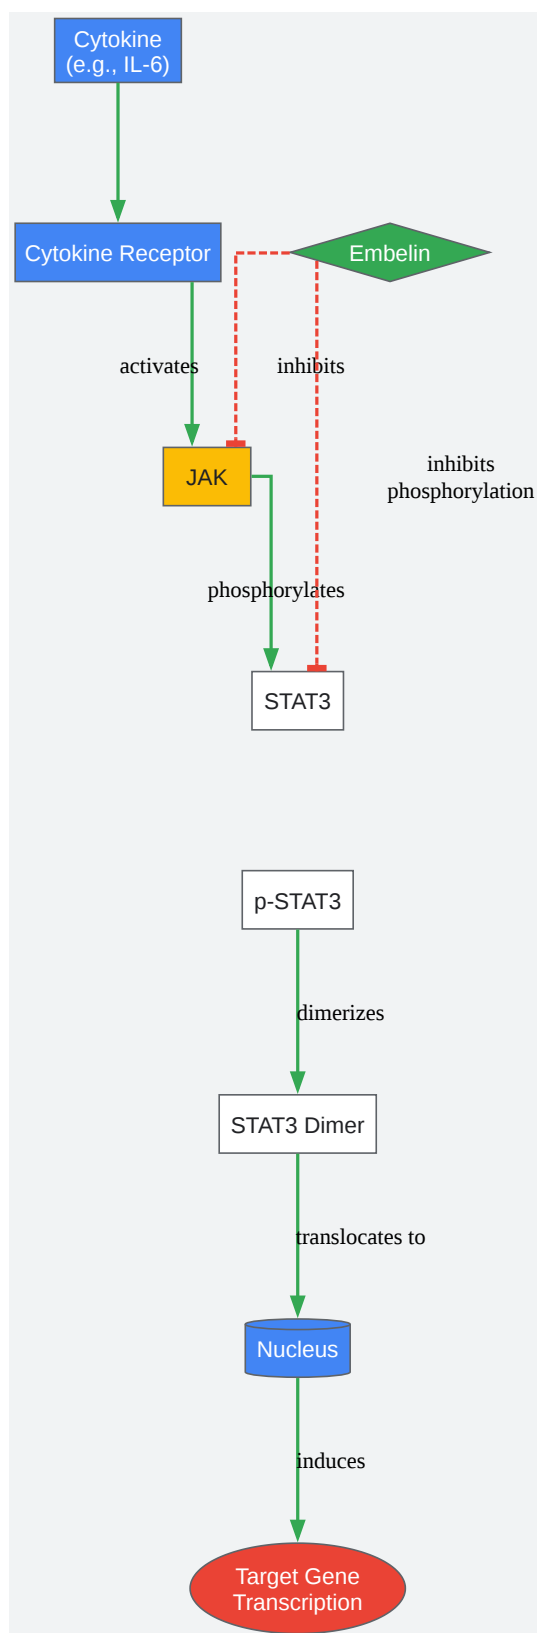 Cytokine
(e.g., IL-6)
Cytokine Receptor
Embelin
activates
inhibits
JAK
inhibits
phosphorylation
phosphorylates
STAT3
p-STAT3
dimerizes
STAT3 Dimer
translocates to
Nucleus
induces
Target Gene
Transcription